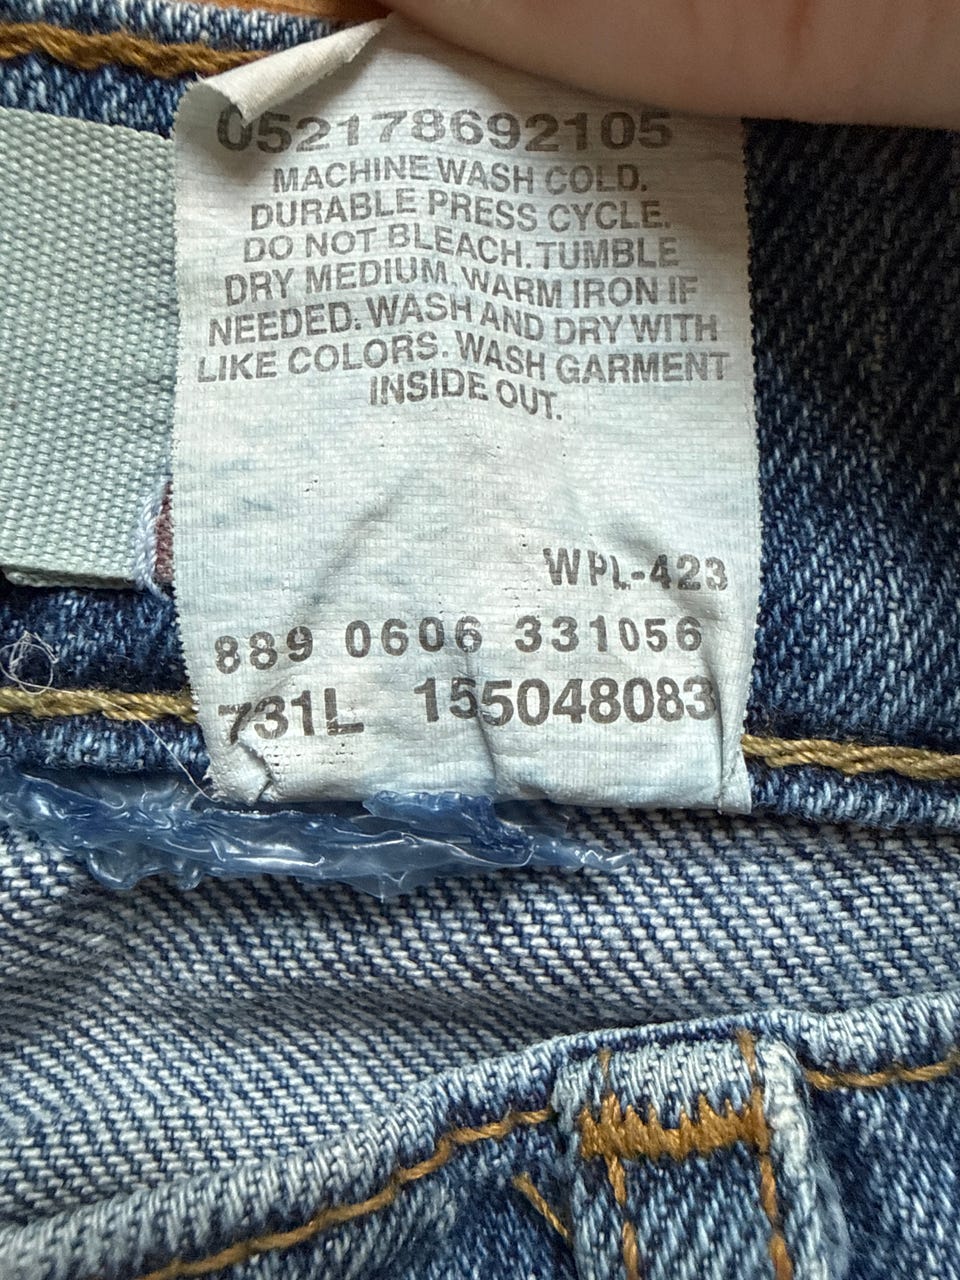 052178692105
MACHINE WASH COLD.
DURABLE PRESS CYCLE.
DO NOT BLEACH. TUMBLE
DRY MEDIUM. WARM IRON IF
NEEDED. WASH AND DRY WITH
LIKE COLORS. WASH GARMENT
INSIDE OUT.
WPL-423
889 0606 331056
731L 155048083